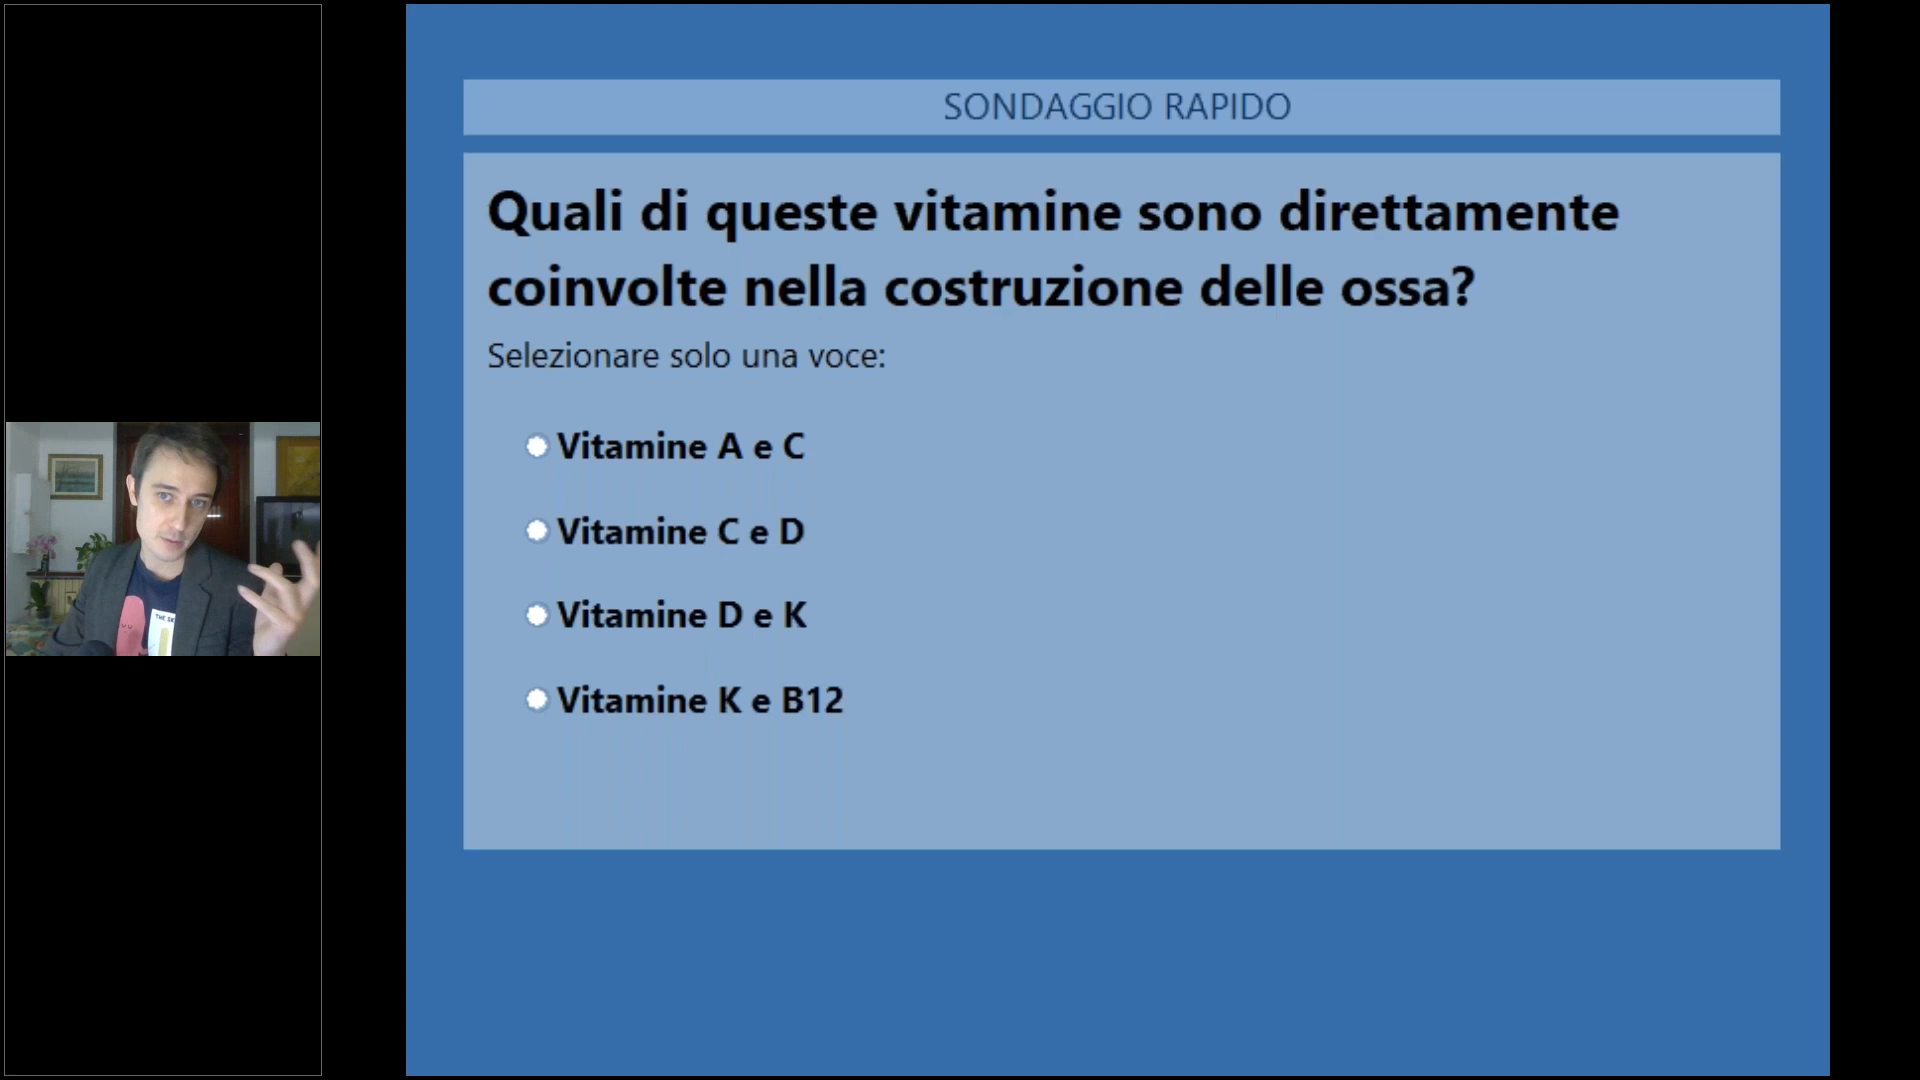 SONDAGGIO RAPIDO
Quali di queste vitamine sono direttamente
coinvolte nella costruzione delle ossa?
Selezionare solo una voce:
Vitamine A e C
Vitamine C e D
Vitamine D e K
Vitamine K e B12
THE